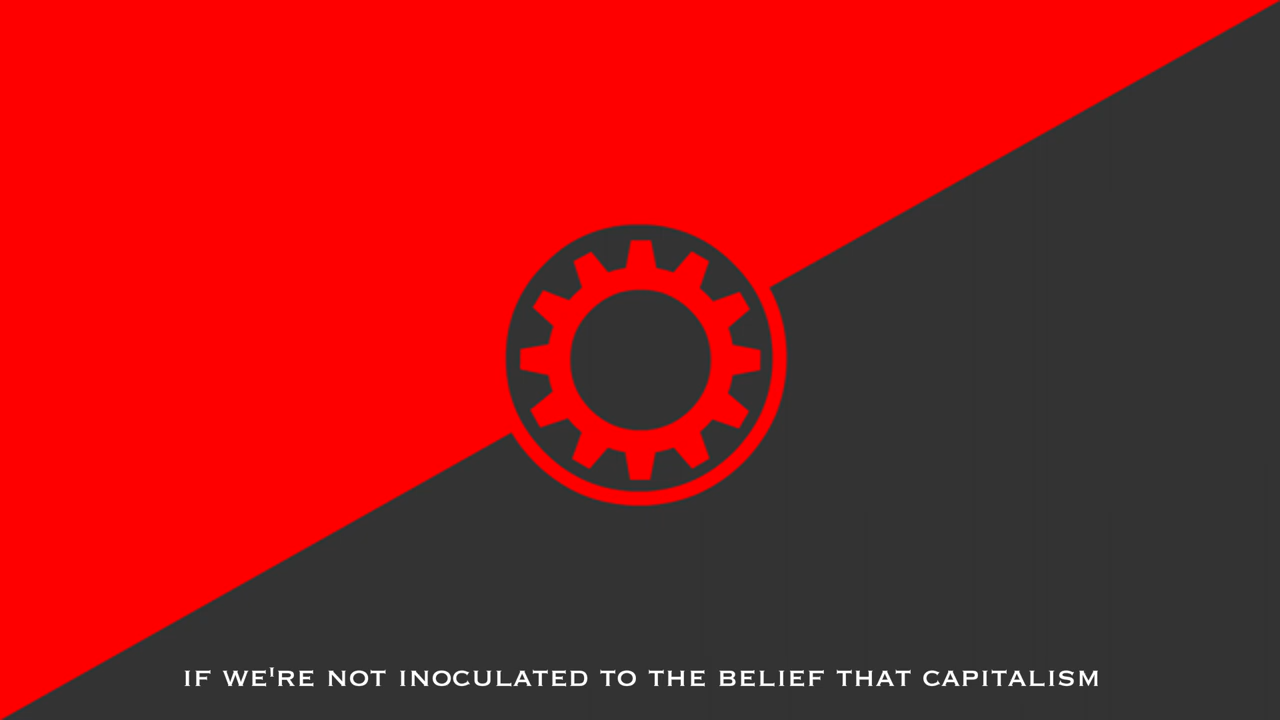 IF WE'RE NOT INOCULATED TO THE BELIEF THAT CAPITALISM